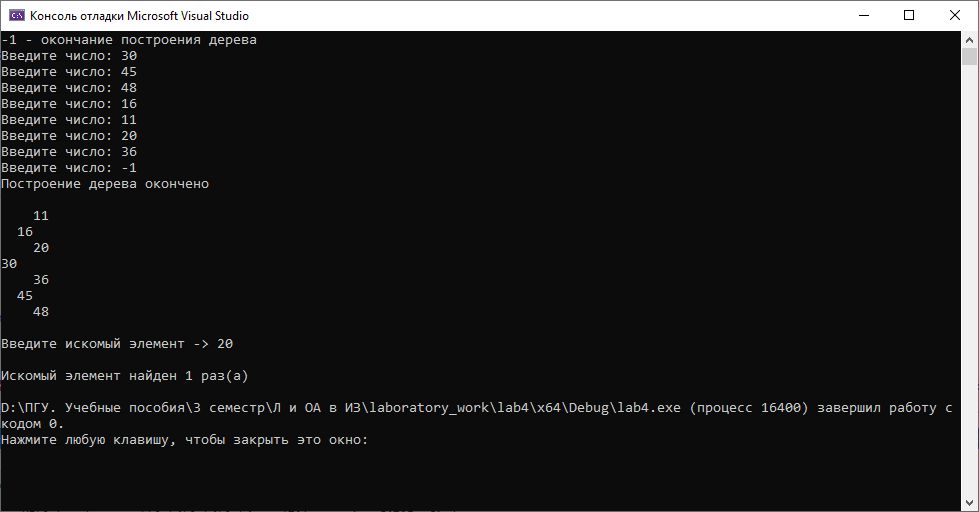 Консоль отладки Microsoft Visual Studio
-1 - окончание построения дерева
Введите число: 30
Введите число: 45
Введите число: 48
Введите число: 16
Введите число: 11
Введите число: 20
Введите число: 36
Введите число: -1
Построение дерева окончено
11
16
20
30
36
45
48
Введите искомый элемент -> 20
Искомый элемент найден 1 раз(а)
D:\ПГУ. Учебные пособия\3 семестр\Л и ОА в ИЗ\laboratory_work\lab4\x64\Debug\lab4.exe (процесс 16400) завершил работу с
кодом 0.
Нажмите любую клавишу, чтобы закрыть это окно: